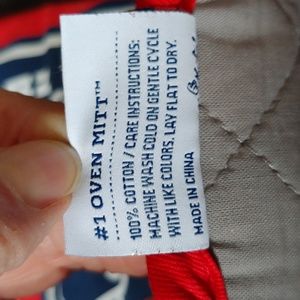 #1 OVEN MITT™
100% COTTON / CARE INSTRUCTIONS:
MACHINE WASH COLD ON GENTLE CYCLE
WITH LIKE COLORS, LAY FLAT TO DRY.
MADE IN CHINA